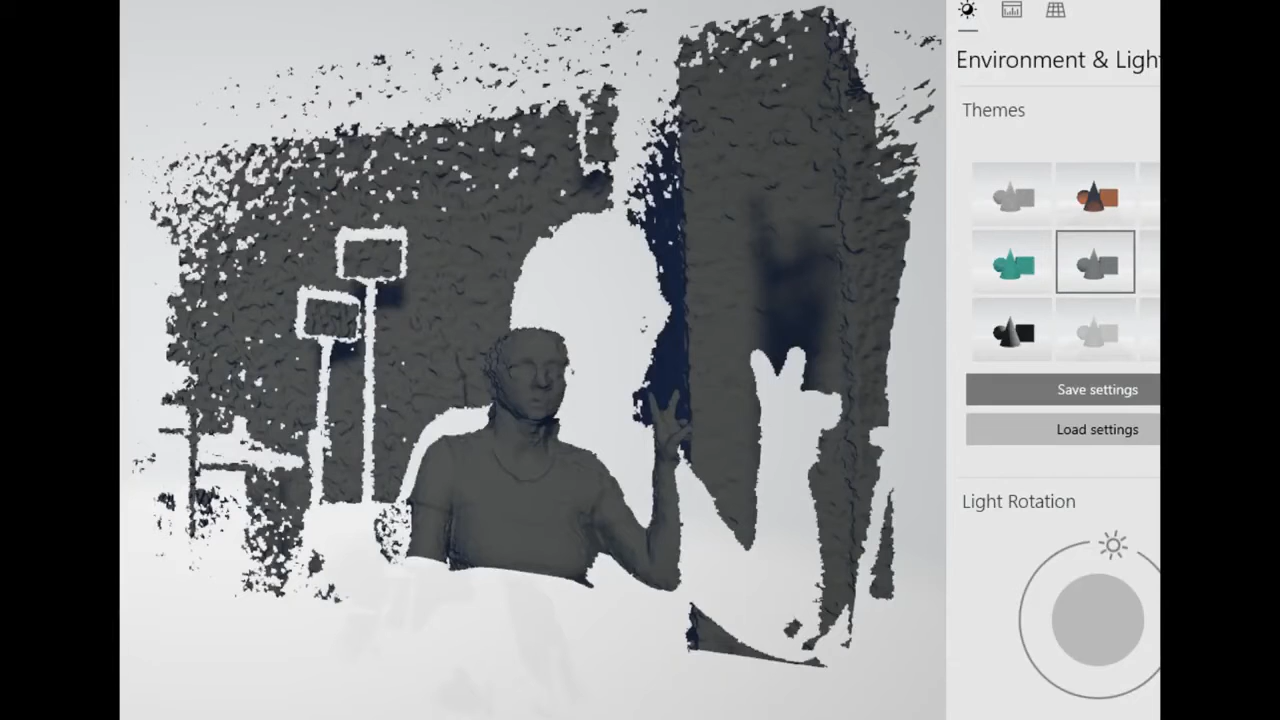 Environment & Ligh
Themes
Save settings
Load settings
Light Rotation